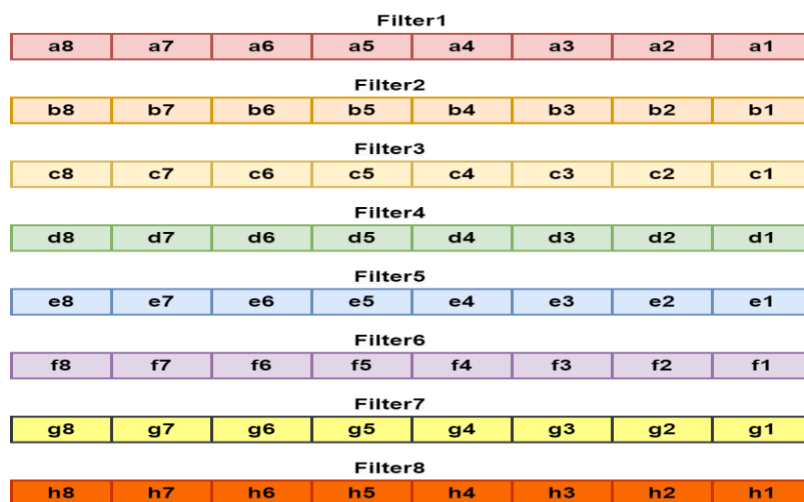 Filter1
a8 a7 a6 a5 a4 a3 a2 a1
Filter2
b8 b7 b6 b5 b4 b3 b2 b1
Filter3
c8 c7 c6 c5 c4 c3 c2 c1
Filter4
d8 d7 d6 d5 d4 d3 d2 d1
Filter5
e8 e7 e6 e5 e4 e3 e2 e1
Filter6
f8 f7 f6 f5 f4 f3 f2 f1
Filter7
g8 g7 g6 g5 g4 g3 g2 g1
Filter8
h8 h7 h6 h5 h4 h3 h2 h1